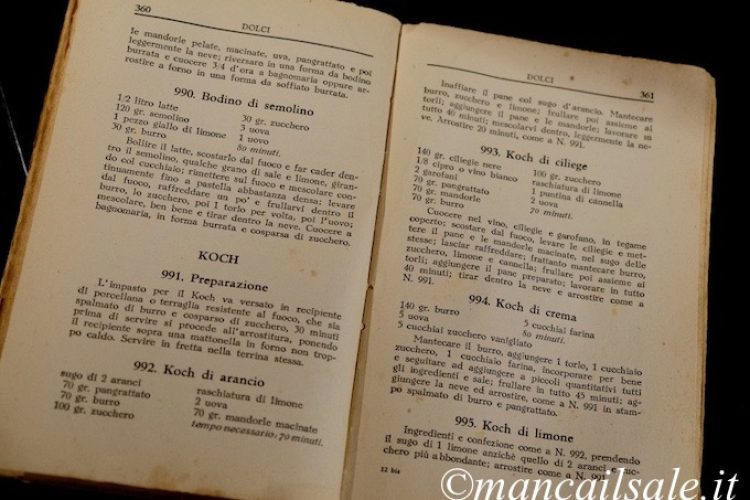 360
DOLCI
le mandorle pelate, macinate, uva, pangrattato e poi
leggermente la neve; riversare in una forma da bodino
burrata e cuocere 3/4 d'ora a bagnomaria oppure ar-
rostire a forno in una forma da soffiato burrata.
990. Bodino di semolino
1/2 litro latte
120 gr. semolino
1 pezzo giallo di limone
30 gr. burro
30 gr. zucchero
3 uova
1 uovo
80 minuti.
Bollire il latte, scostarlo dal fuoco e far cader den-
tro il semolino, qualche grano di sale e limone, giran-
do col cucchiaio; rimettere sul fuoco e mescolare con-
tinuamente fino a pastella abbastanza densa; levare
dal fuoco, raffreddare un po' e frullarvi dentro il
burro, lo zucchero, poi 1 torlo per volta, poi l'uovo;
mescolare, ben bene e tirar dentro la neve. Cuocere a
bagnomaria, in forma burrata e cosparsa di zucchero.
KOCH
991. Preparazione
L'impasto per il Koch va versato in recipiente
di porcellana o terraglia resistente al fuoco, che sia
spalmato di burro e cosparso di zucchero, 30 minuti
prima di servire si procede all'arrostitura, ponendo
il recipiente sopra una mattonella in forno non trop-
po caldo. Servire in fretta nella terrina stessa.
992. Koch di arancio
sugo di 2 aranci
70 gr. pangrattato
70 gr. burro
100 gr. zucchero
raschiatura di limone
2 uova
70 gr. mandorle macinate
tempo necessario: 70 minuti.
DOLCI
361
Inaffiare il pane col sugo d'arancio. Mantecare
burro, zucchero e limone; frullare poi assieme ai
torli; aggiungere il pane e le mandorle; lavorare in
tutto 40 minuti; mescolarvi dentro, leggermente la ne-
ve. Arrostire 20 minuti, come a N. 991.
993. Koch di ciliege
140 gr. ciliegie nere
1/8 cipro o vino bianco
2 garofani
70 gr. pangrattato
70 gr. mandorle
70 gr. burro
100 gr. zucchero
raschiatura di limone
1 puntina di cannella
2 uova
70 minuti.
Cuocere nel vino, ciliegie e garofano, in tegame
coperto; scostare dal fuoco, levare le ciliegie e met-
tere il pane e le mandorle macinate, nel sugo delle
stesse; lasciar raffreddare; frattanto mantecare burro,
zucchero, limone e cannella; frullare poi assieme ai
torli; aggiungere il pane preparato; lavorare in tutto
40 minuti; tirar dentro la neve e arrostire come a
N. 991.
994. Koch di crema
140 gr. burro
5 uova
5 cucchiai zucchero vanigliato
5 cucchiai farina
80 minuti.
Mantecare il burro, aggiungere 1 torlo, 1 cucchiaio
zucchero, 1 cucchiaio farina, incorporare per bene
e seguitare ad aggiungere a piccoli quantitativi tutti
gli ingredienti e sale; frullare in tutto 45 minuti; ag-
giungere la neve ed arrostire, come a N. 991 in stam-
po spalmato di burro e pangrattato.
995. Koch di limone
Ingredienti e confezione come a N. 992, prendendo
il sugo di 1 limone anzichè quello di 2 aranci e zuc-
chero più abbondante; arrostire come a N. 991
12 bis
©mancailsale.it